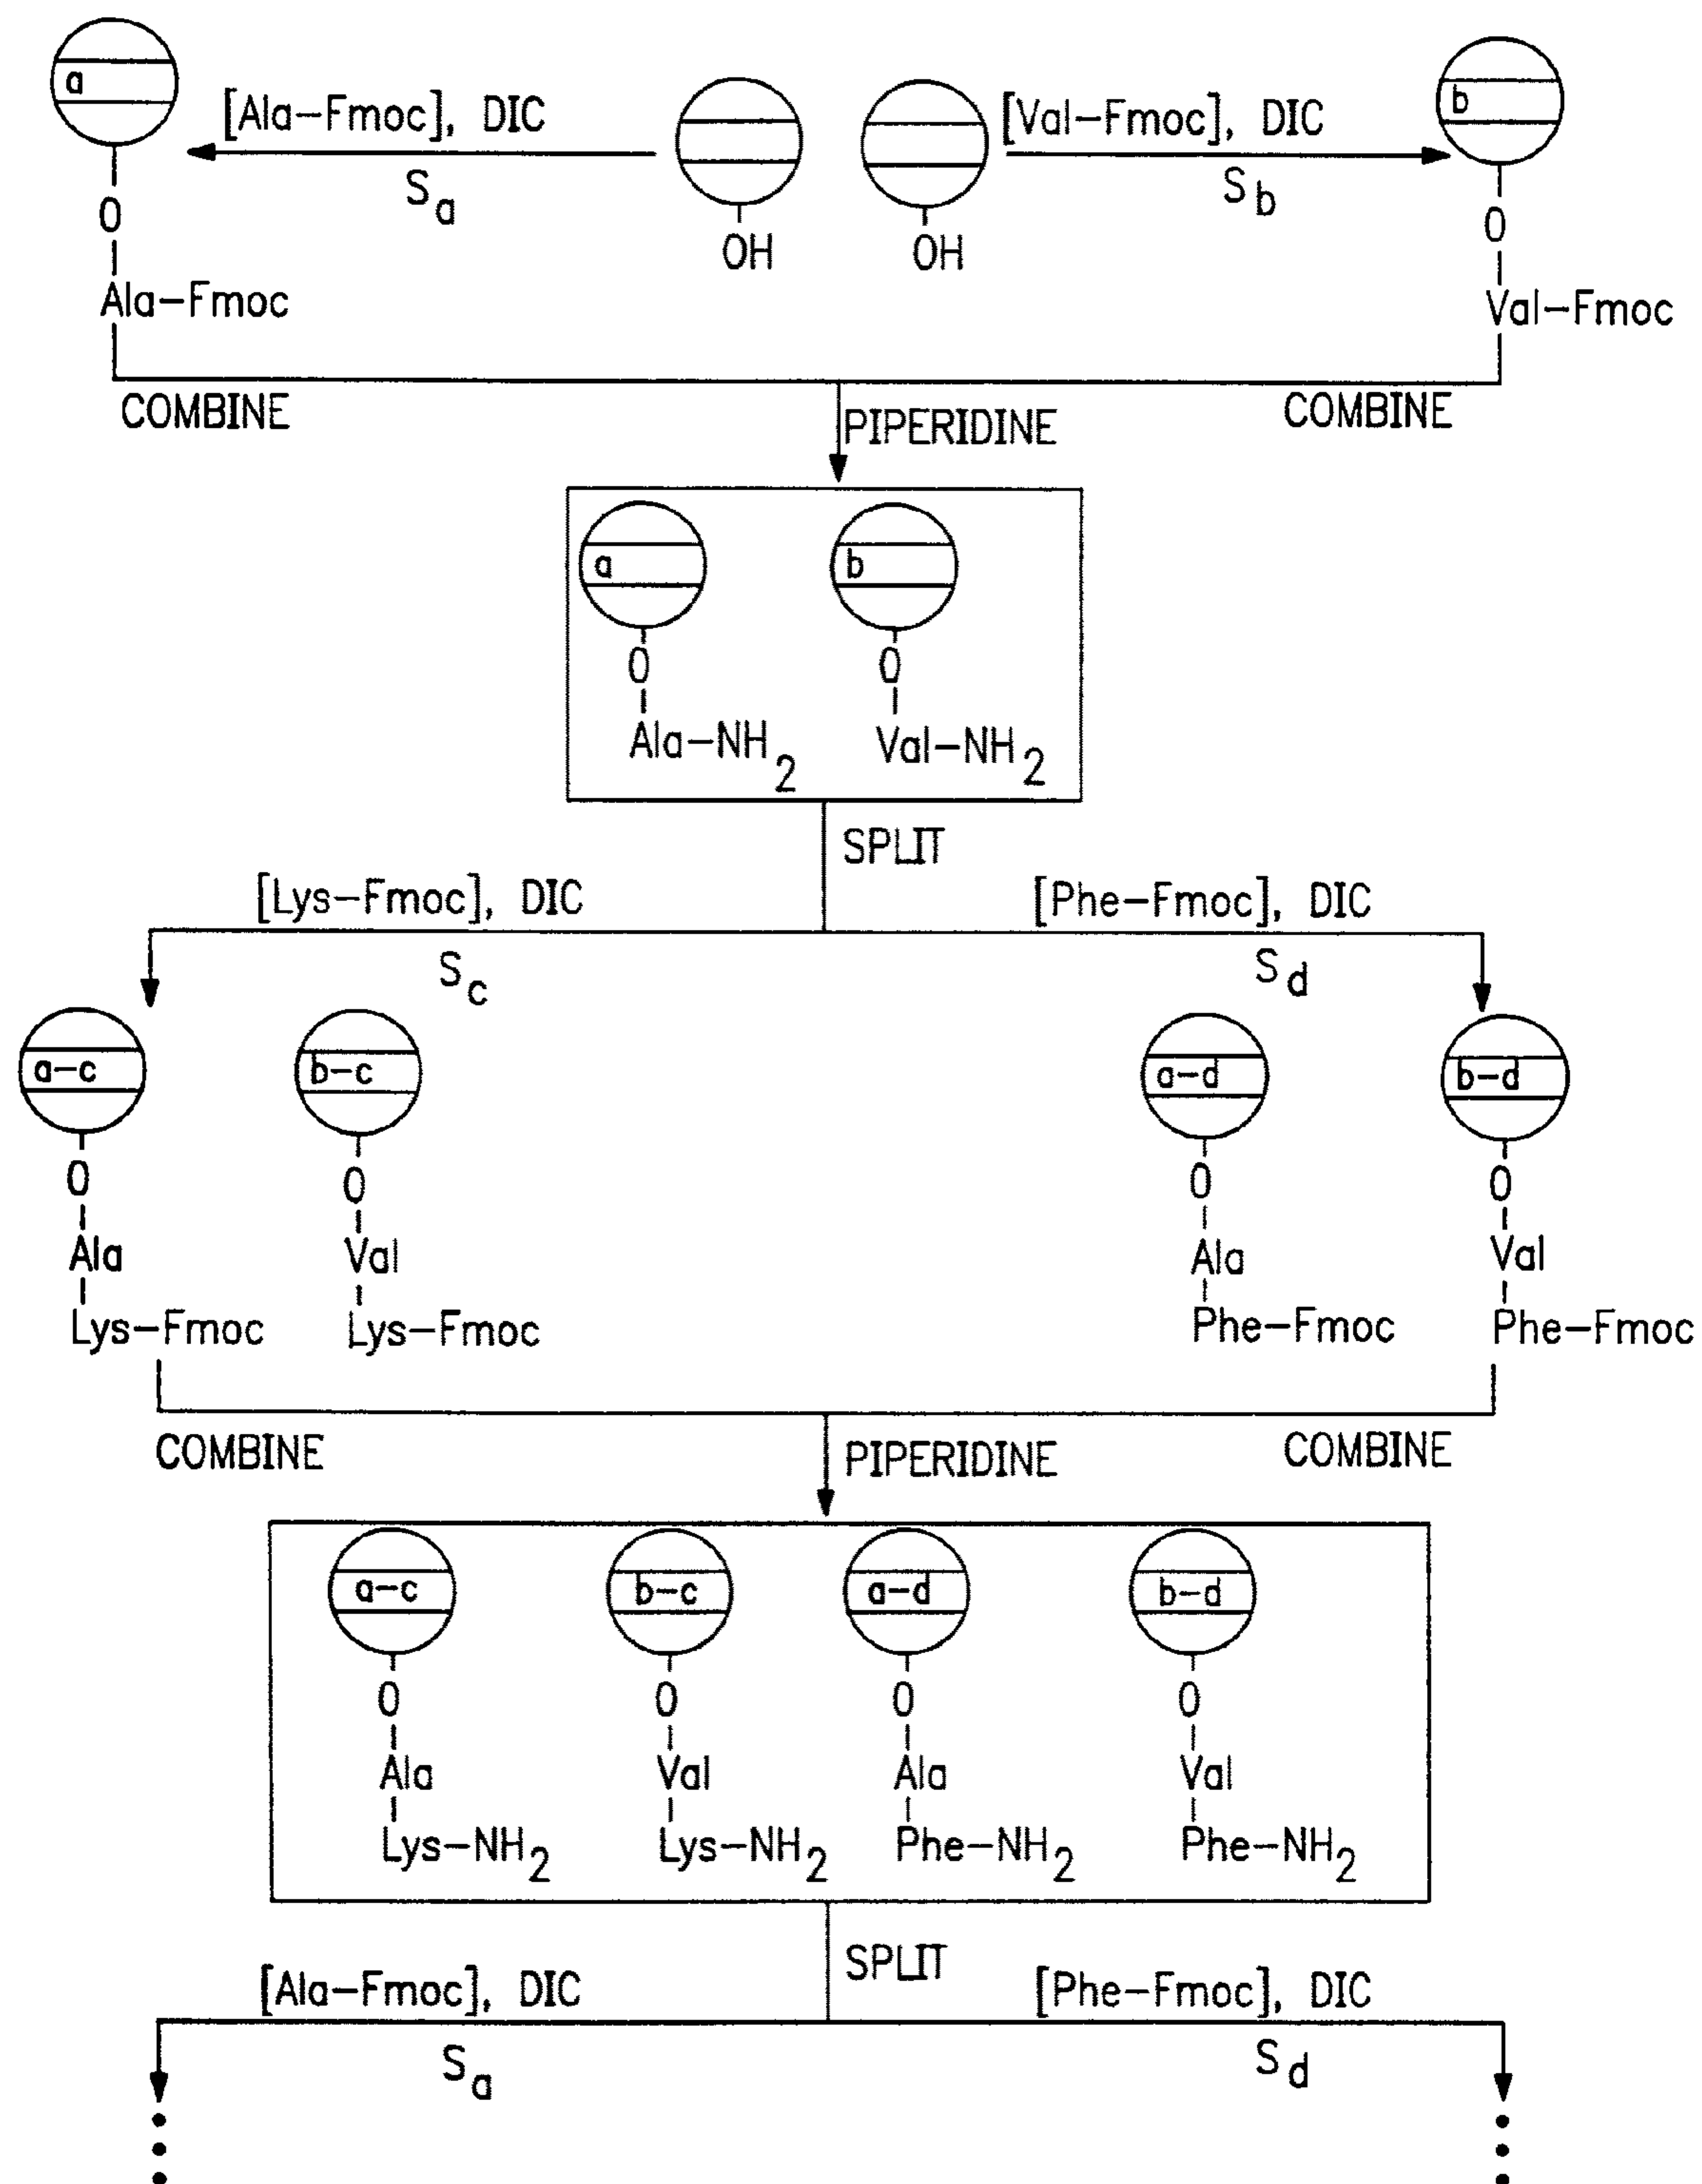 a
[Ala-Fmoc], DIC
[Val-Fmoc], DIC
b
Sa
Sb
O
OH
OH
O
Ala-Fmoc
Val-Fmoc
COMBINE
PIPERIDINE
COMBINE
a
b
O
O
Ala-NH2
Val-NH2
SPLIT
[Lys-Fmoc], DIC
[Phe-Fmoc], DIC
Sc
Sd
a-c
b-c
a-d
b-d
O
O
O
O
Ala
Val
Ala
Val
Lys-Fmoc
Lys-Fmoc
Phe-Fmoc
Phe-Fmoc
COMBINE
PIPERIDINE
COMBINE
a-c
b-c
a-d
b-d
O
O
O
O
Ala
Val
Ala
Val
Lys-NH2
Lys-NH2
Phe-NH2
Phe-NH2
SPLIT
[Ala-Fmoc], DIC
[Phe-Fmoc], DIC
Sa
Sd